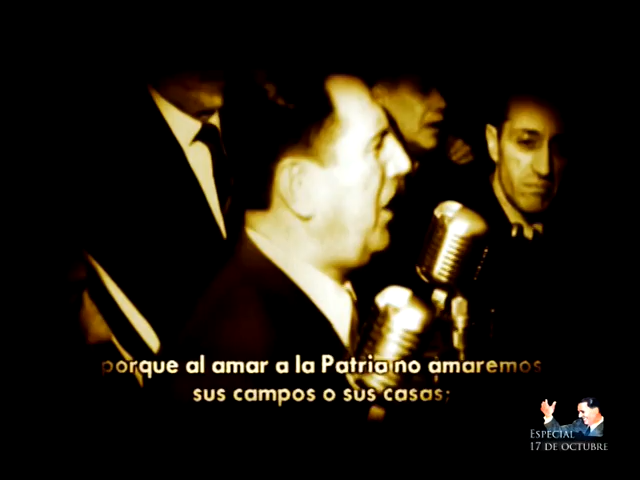 porque al amar a la Patria no amaremos
sus campos o sus casas;
ESPECIAL
17 DE OCTUBRE